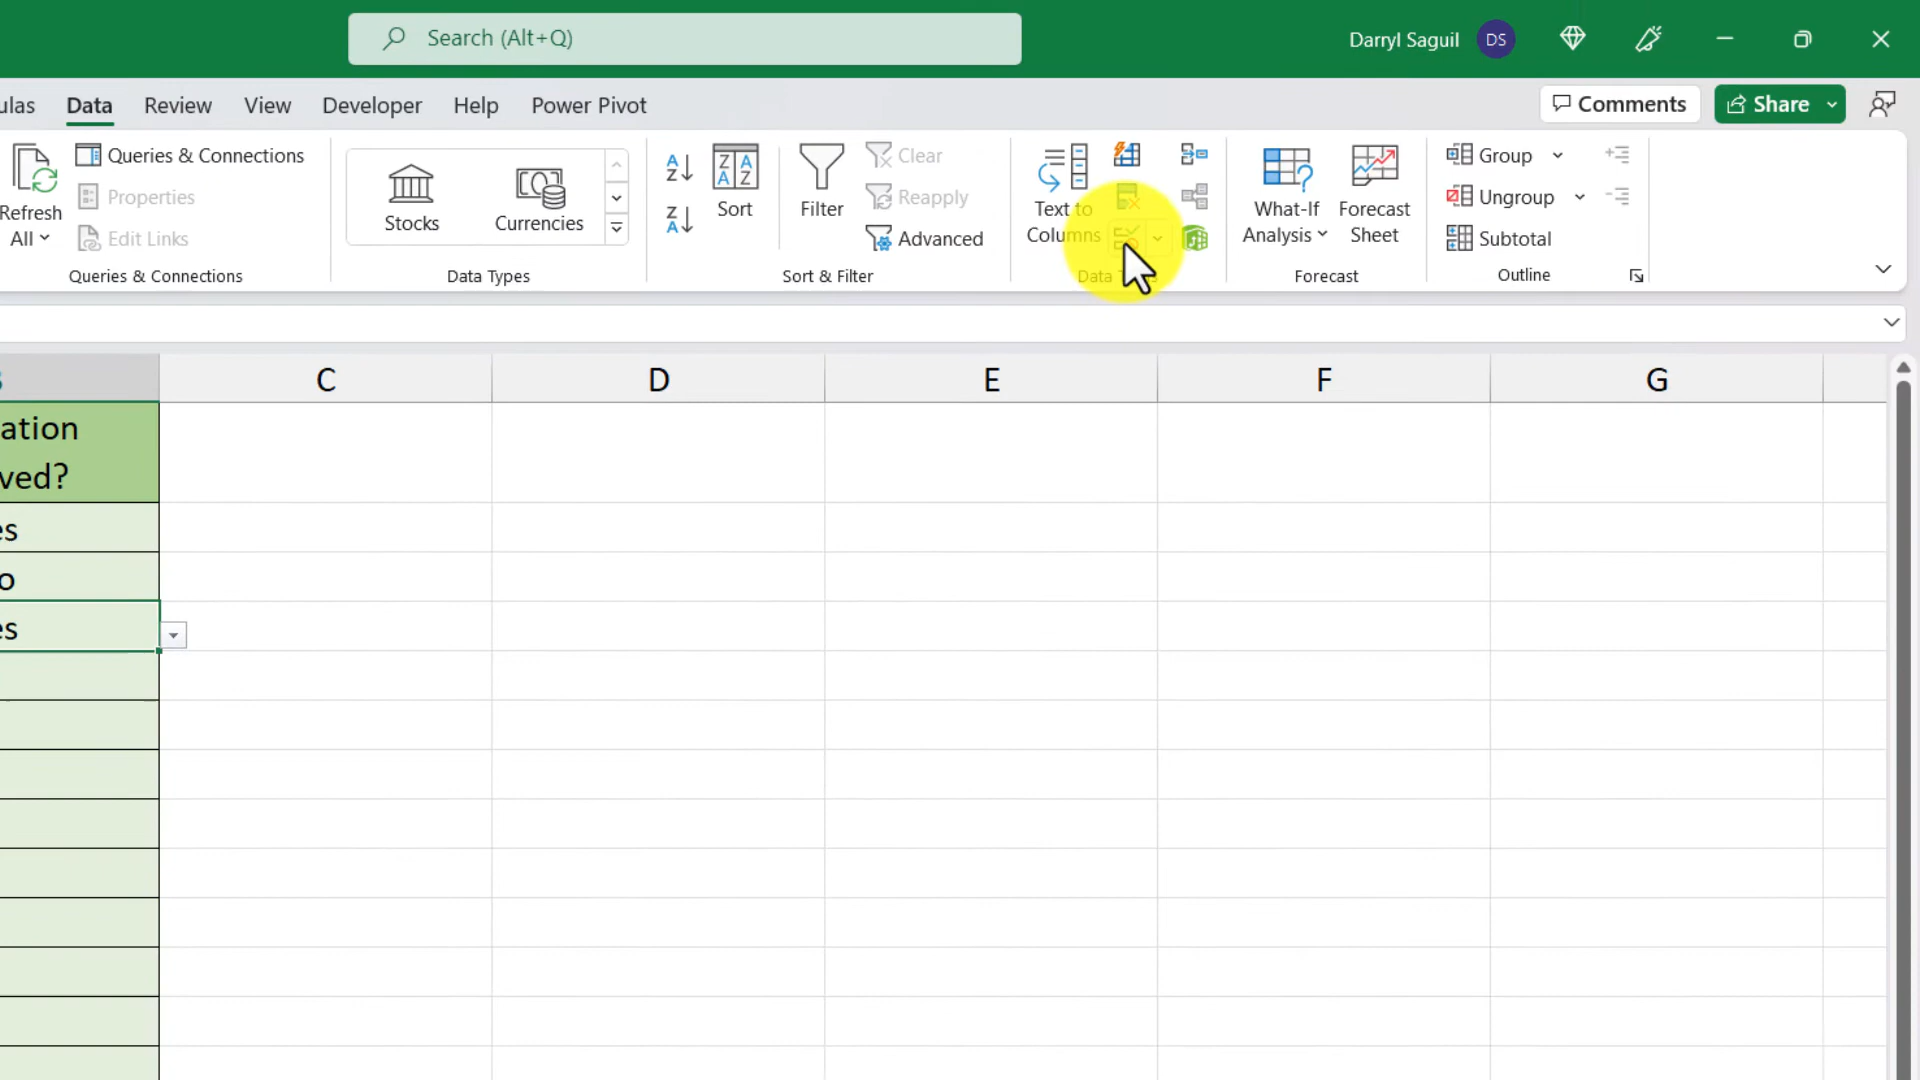 Search (Alt+Q)
Darryl Saguil DS
ulas Data Review View Developer Help Power Pivot
Comments Share
Refresh All
Queries & Connections
Properties
Edit Links
Queries & Connections
Stocks Currencies
Data Types
Sort
Filter
Clear
Reapply
Advanced
Sort & Filter
Text to Columns
Data T
What-If Analysis
Forecast Sheet
Forecast
Group
Ungroup
Subtotal
Outline
C D E F G
ation
ved?
es
o
es